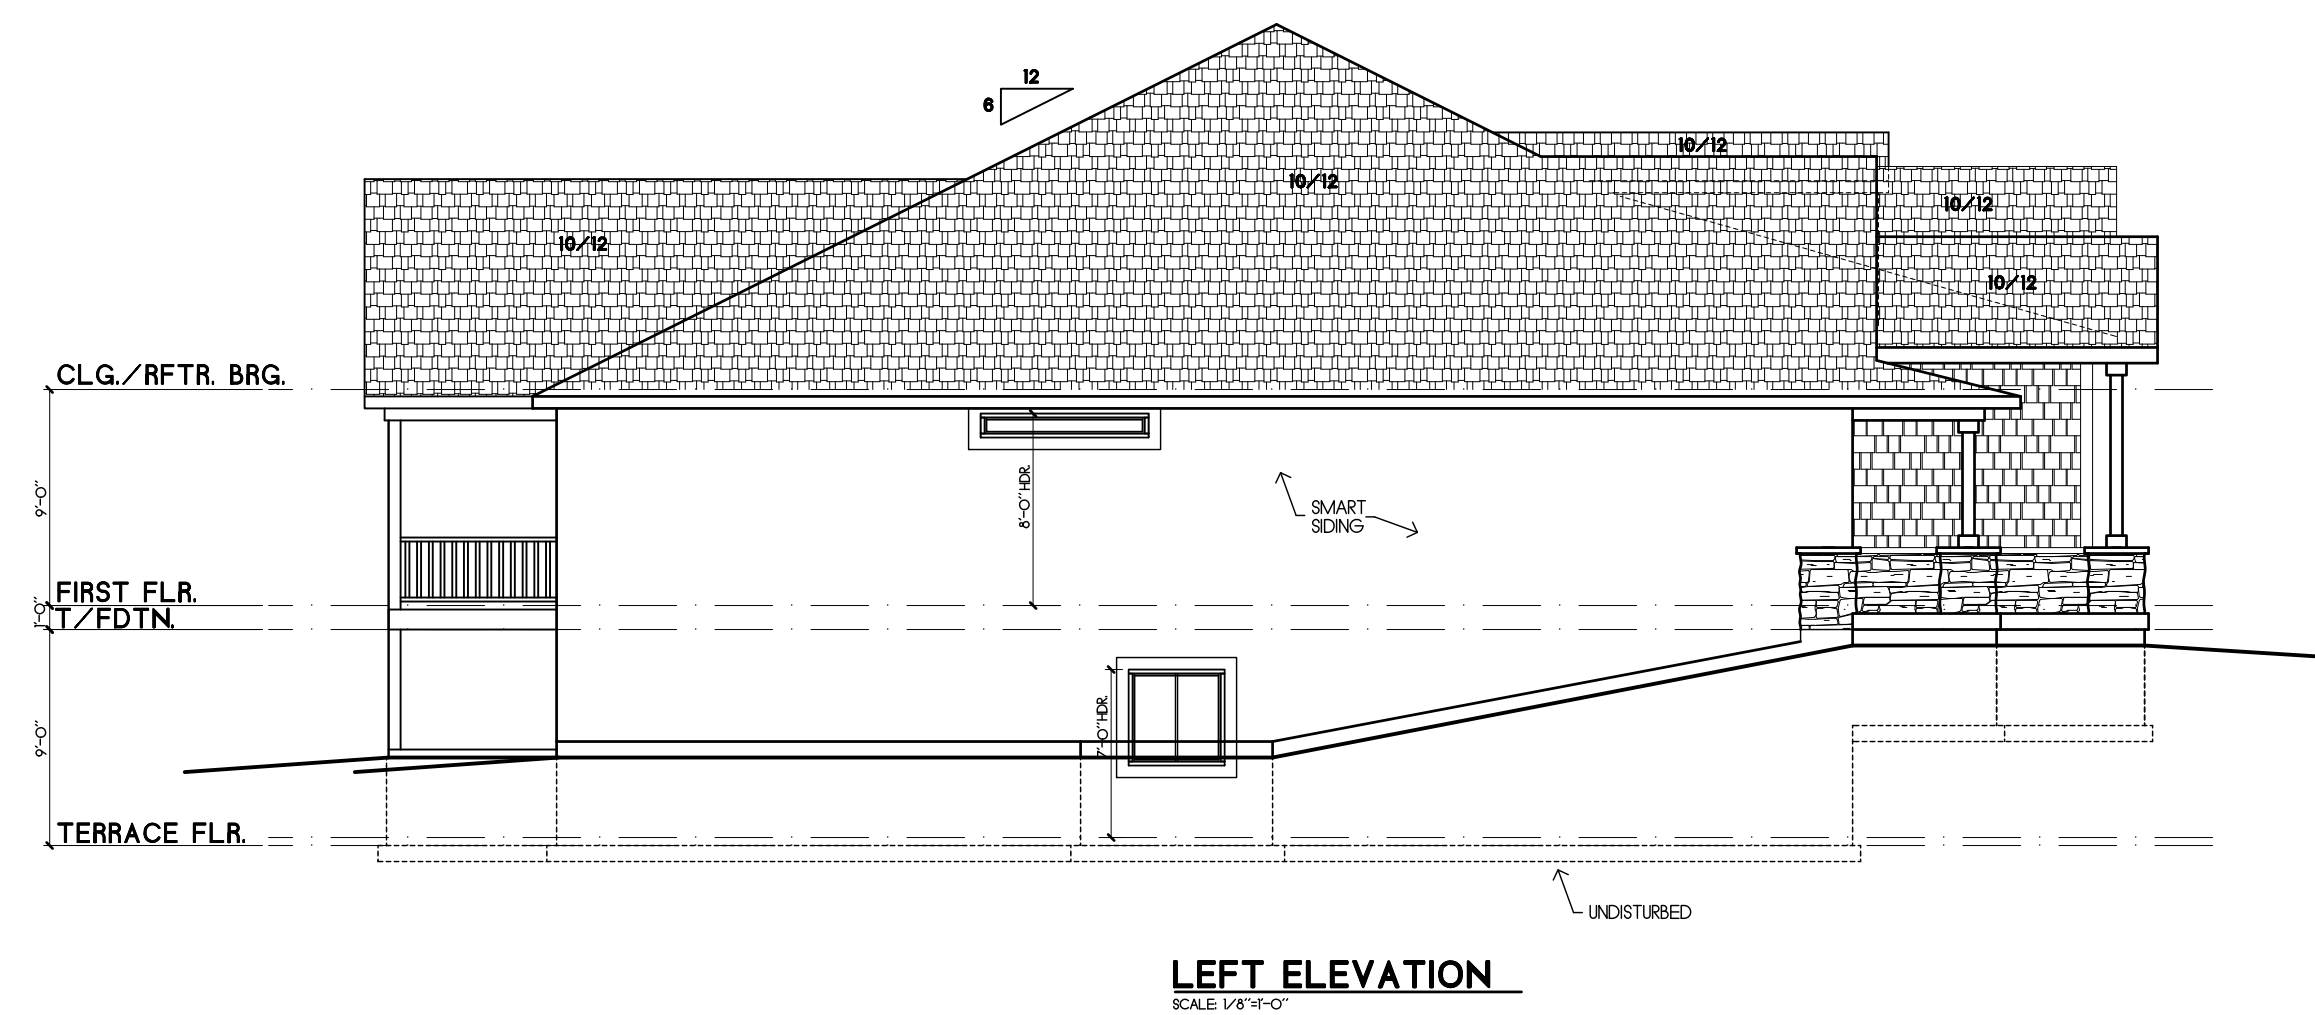 12
6
10/12
10/12
10/12
10/12
10/12
CLG./RFTR. BRG.
9'-0"
8'-0" HDR.
SMART
SIDING
FIRST FLR.
1'-0"
T/FDTN.
7'-0" HDR.
9'-0"
TERRACE FLR.
UNDISTURBED
LEFT ELEVATION
SCALE: 1/8"=1'-0"